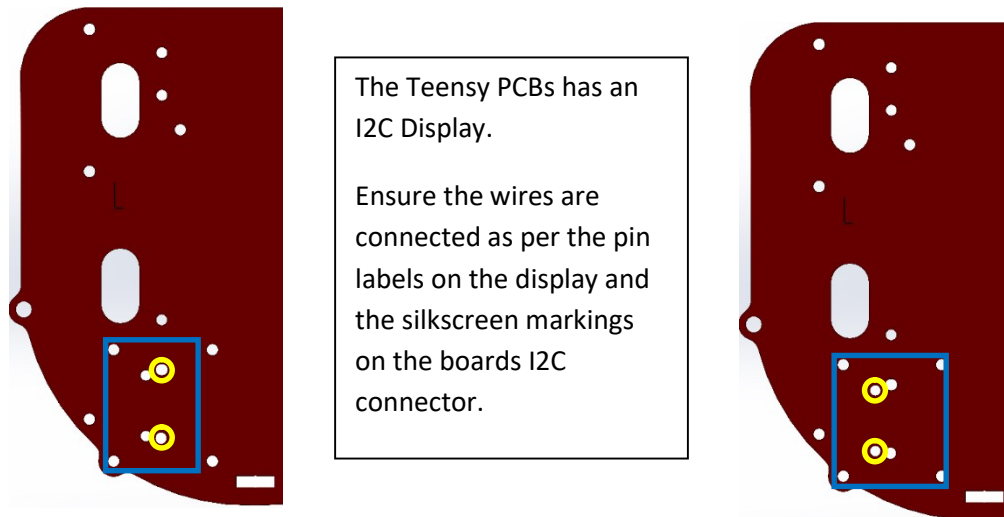 The Teensy PCBs has an
I2C Display.
Ensure the wires are
connected as per the pin
labels on the display and
the silkscreen markings
on the boards I2C
connector.
L
L